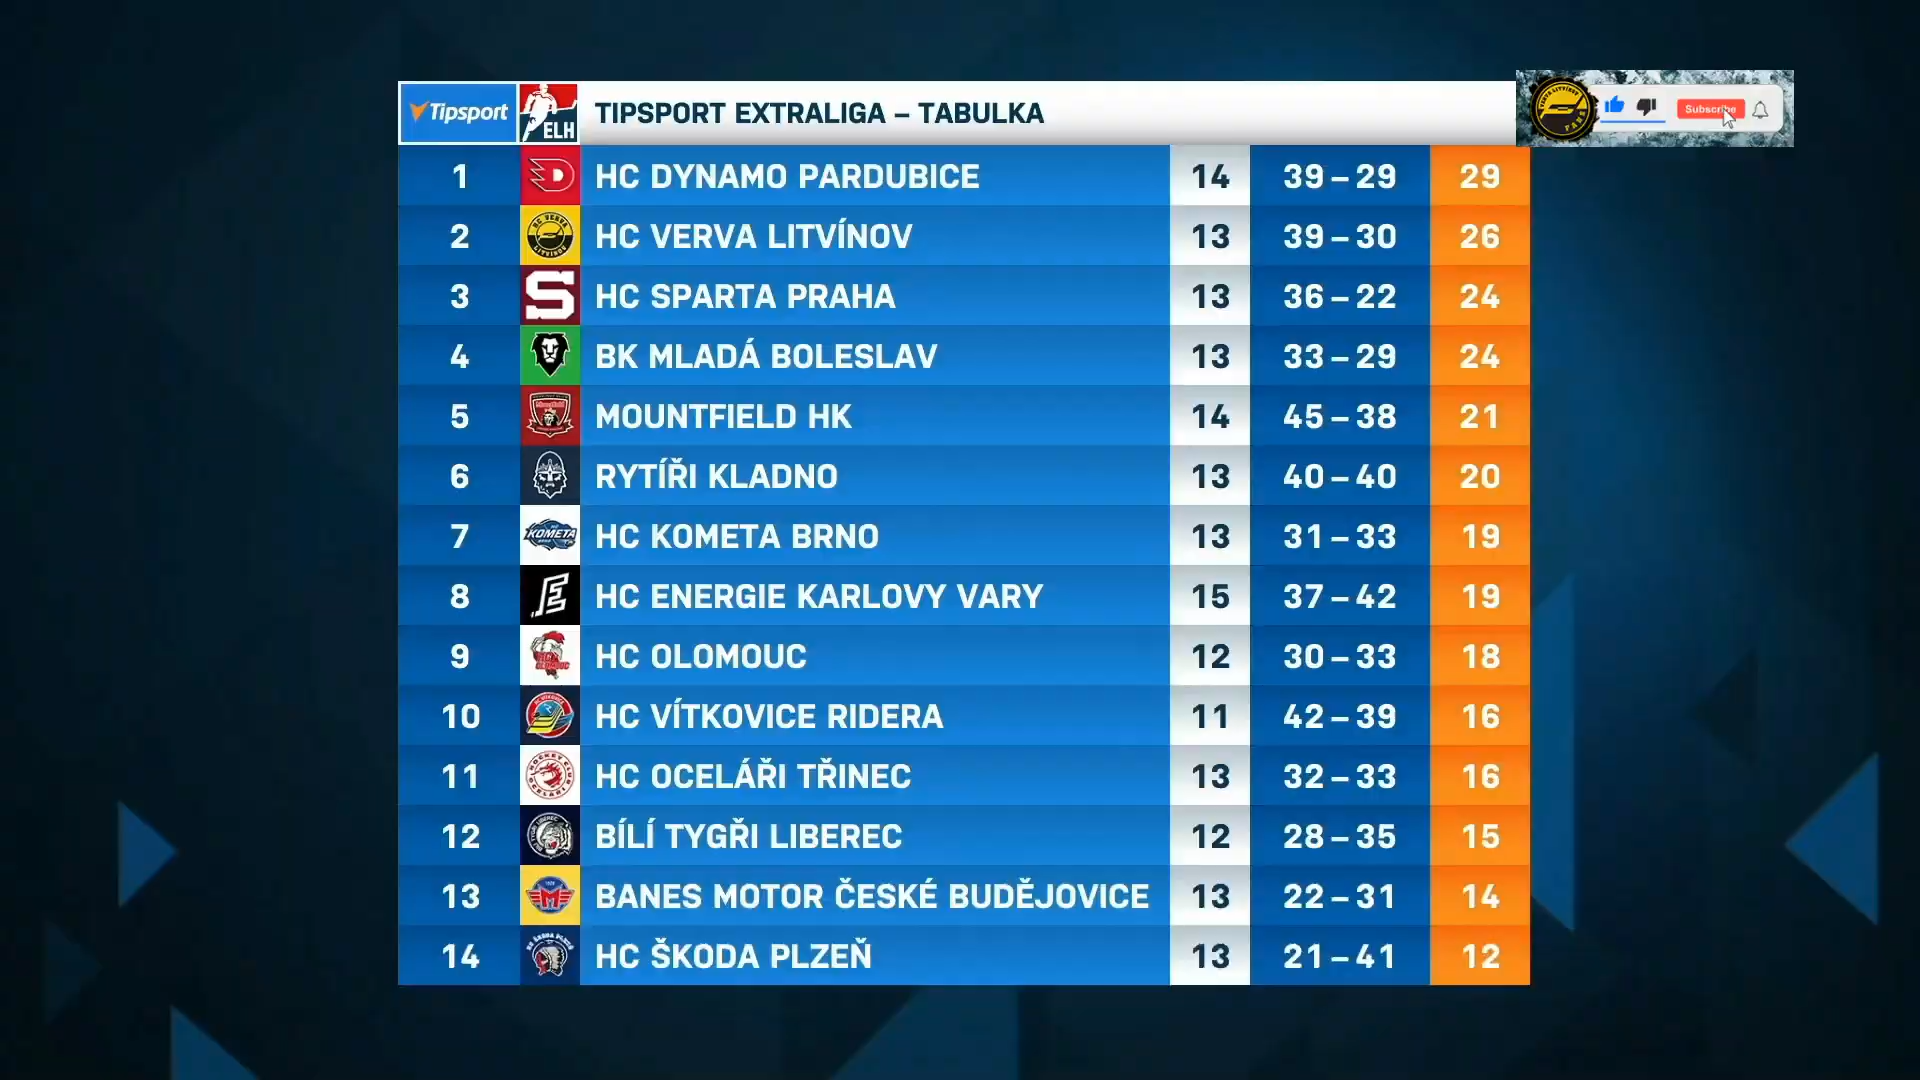 Tipsport ELH TIPSPORT EXTRALIGA – TABULKA Subscribe
1 HC DYNAMO PARDUBICE 14 39 – 29 29
2 HC VERVA LITVÍNOV 13 39 – 30 26
3 HC SPARTA PRAHA 13 36 – 22 24
4 BK MLADÁ BOLESLAV 13 33 – 29 24
5 MOUNTFIELD HK 14 45 – 38 21
6 RYTÍŘI KLADNO 13 40 – 40 20
7 KOMETA HC KOMETA BRNO 13 31 – 33 19
8 HC ENERGIE KARLOVY VARY 15 37 – 42 19
9 HC OLOMOUC 12 30 – 33 18
10 HC VÍTKOVICE RIDERA 11 42 – 39 16
11 HC OCELÁŘI TŘINEC 13 32 – 33 16
12 BÍLÍ TYGŘI LIBEREC 12 28 – 35 15
13 BANES MOTOR ČESKÉ BUDĚJOVICE 13 22 – 31 14
14 HC ŠKODA PLZEŇ 13 21 – 41 12